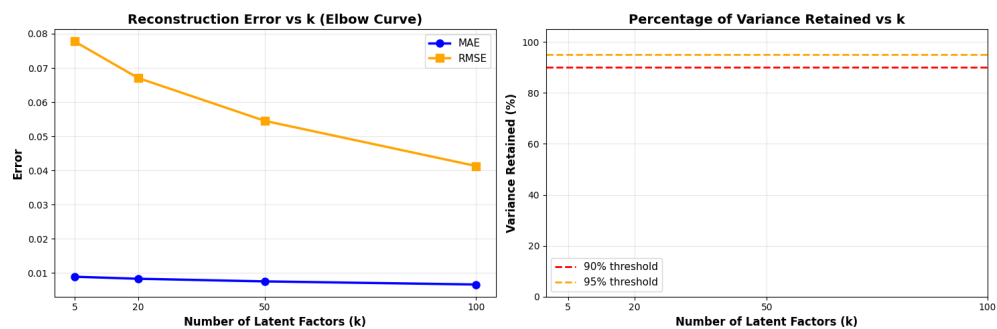 Reconstruction Error vs k (Elbow Curve)
0.08
0.07
0.06
0.05
0.04
0.03
0.02
0.01
Error
MAE
RMSE
5
20
50
100
Number of Latent Factors (k)
Percentage of Variance Retained vs k
100
80
60
40
20
0
Variance Retained (%)
90% threshold
95% threshold
5
20
50
100
Number of Latent Factors (k)